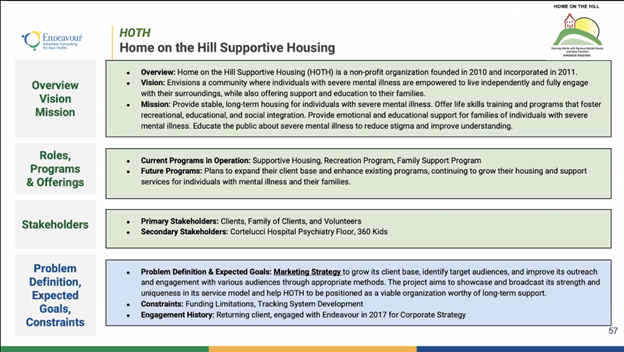 HOME ON THE HILL
Endeavour
Volunteer Consulting
For Non-Profits
HOTH
Home on the Hill Supportive Housing
Serving Adults with Serious Mental Illness
And Their Families
STRONGER TOGETHER
Overview
Vision
Mission
● Overview: Home on the Hill Supportive Housing (HOTH) is a non-profit organization founded in 2010 and incorporated in 2011.
● Vision: Envisions a community where individuals with severe mental illness are empowered to live independently and fully engage
with their surroundings, while also offering support and education to their families.
● Mission: Provide stable, long-term housing for individuals with severe mental illness. Offer life skills training and programs that foster
recreational, educational, and social integration. Provide emotional and educational support for families of individuals with severe
mental illness. Educate the public about severe mental illness to reduce stigma and improve understanding.
Roles,
Programs
& Offerings
● Current Programs in Operation: Supportive Housing, Recreation Program, Family Support Program
● Future Programs: Plans to expand their client base and enhance existing programs, continuing to grow their housing and support
services for individuals with mental illness and their families.
Stakeholders
● Primary Stakeholders: Clients, Family of Clients, and Volunteers
● Secondary Stakeholders: Cortelucci Hospital Psychiatry Floor, 360 Kids
Problem
Definition,
Expected
Goals,
Constraints
● Problem Definition & Expected Goals: Marketing Strategy to grow its client base, identify target audiences, and improve its outreach
and engagement with various audiences through appropriate methods. The project aims to showcase and broadcast its strength and
uniqueness in its service model and help HOTH to be positioned as a viable organization worthy of long-term support.
● Constraints: Funding Limitations, Tracking System Development
● Engagement History: Returning client, engaged with Endeavour in 2017 for Corporate Strategy
57